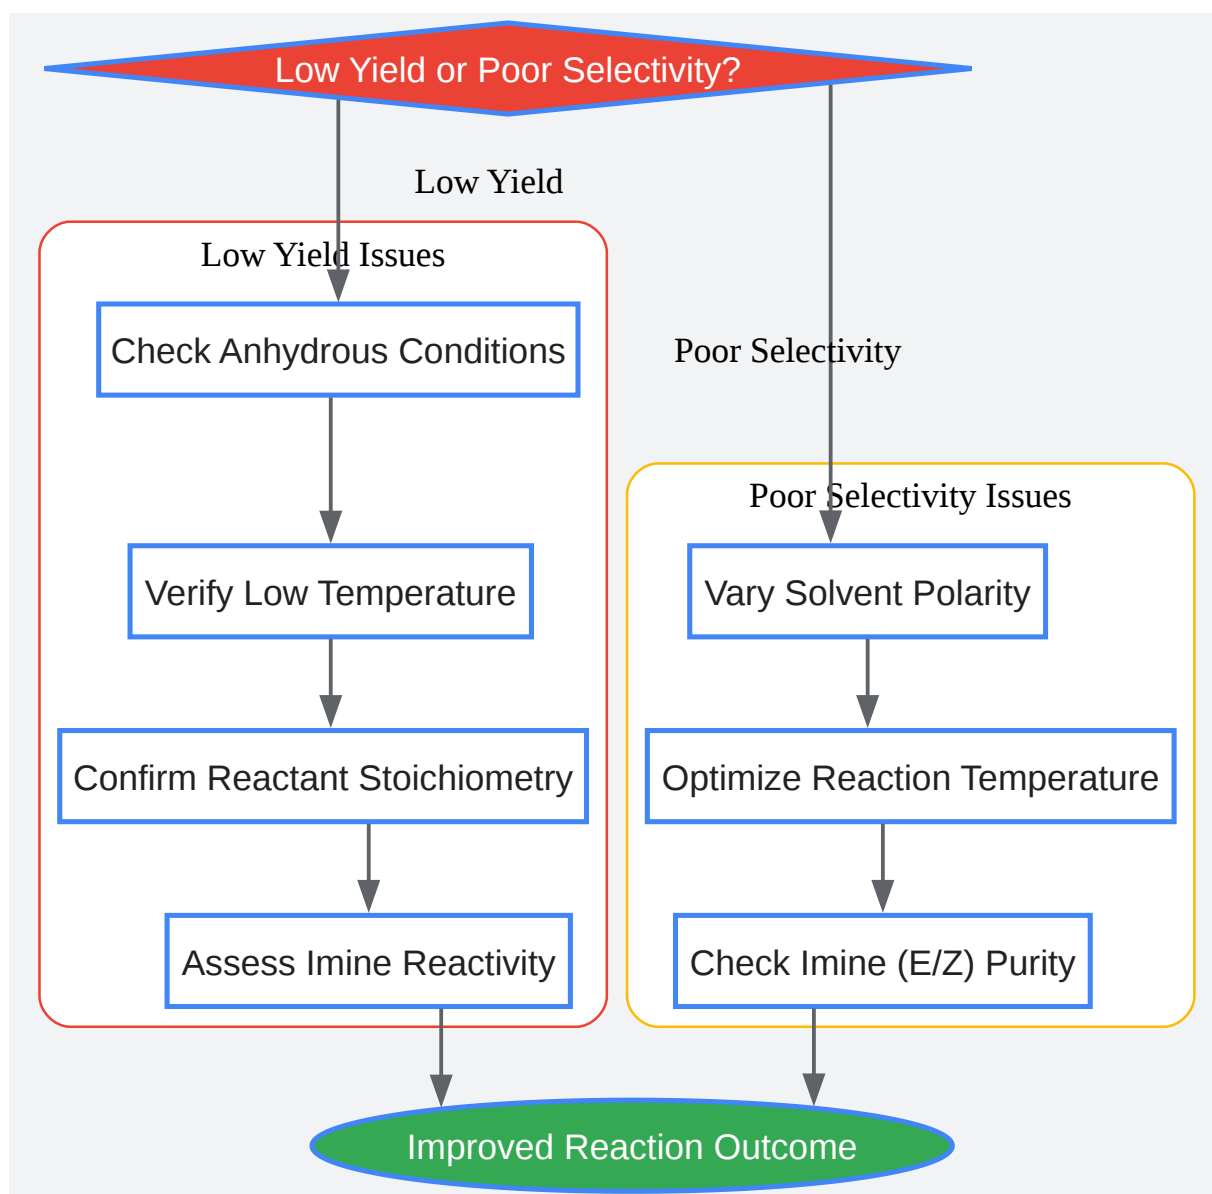 Low Yield or Poor Selectivity?
Low Yield
Low Yield Issues
Check Anhydrous Conditions
Verify Low Temperature
Confirm Reactant Stoichiometry
Assess Imine Reactivity
Poor Selectivity
Poor Selectivity Issues
Vary Solvent Polarity
Optimize Reaction Temperature
Check Imine (E/Z) Purity
Improved Reaction Outcome